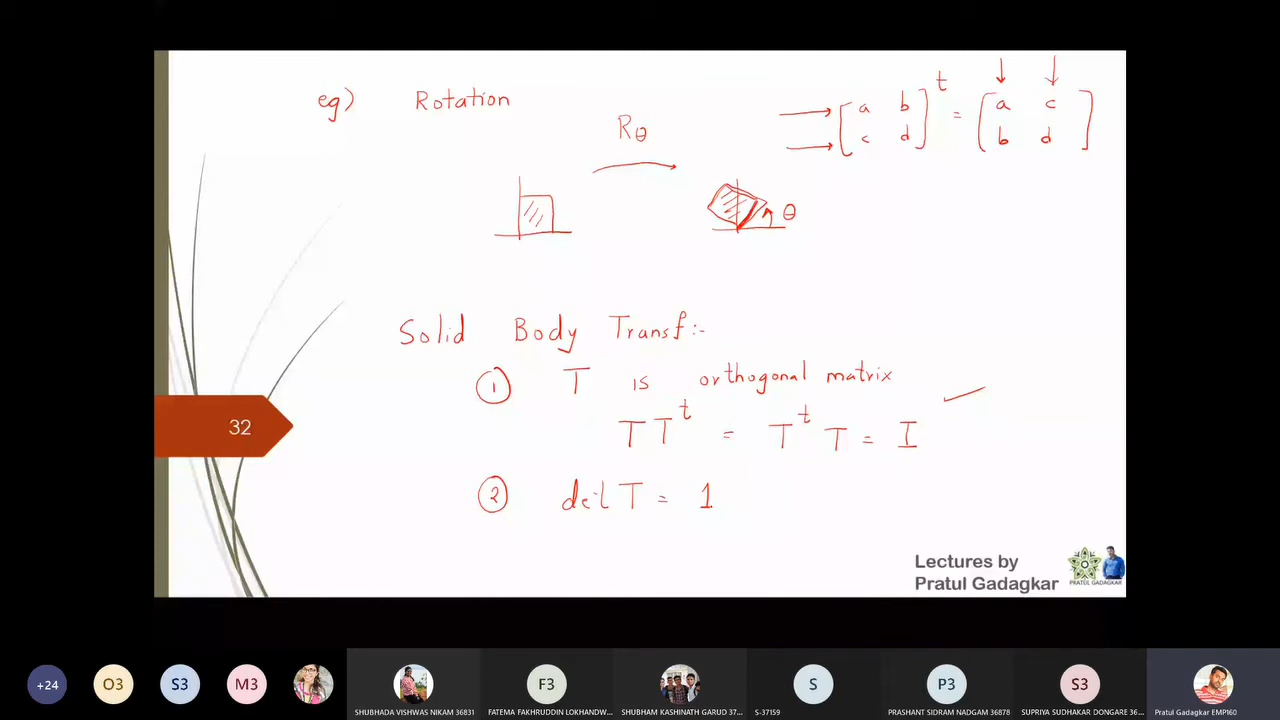 eg) Rotation
Rθ
[a b
c d]^t = [a c
b d]
θ
Solid Body Transf:-
① T is orthogonal matrix
T T^t = T^t T = I
② det T = 1
32
Lectures by
Pratul Gadagkar
PRATUL GADAGKAR
+24
O3
S3
M3
F3
S
P3
S3
SHUBHADA VISHWAS NIKAM 36831
FATEMA FAKHRUDDIN LOKHANDW...
SHUBHAM KASHINATH GARUD 37...
S-37159
PRASHANT SIDRAM NADGAM 36878
SUPRIYA SUDHAKAR DONGARE 36...
Pratul Gadagkar EMP160